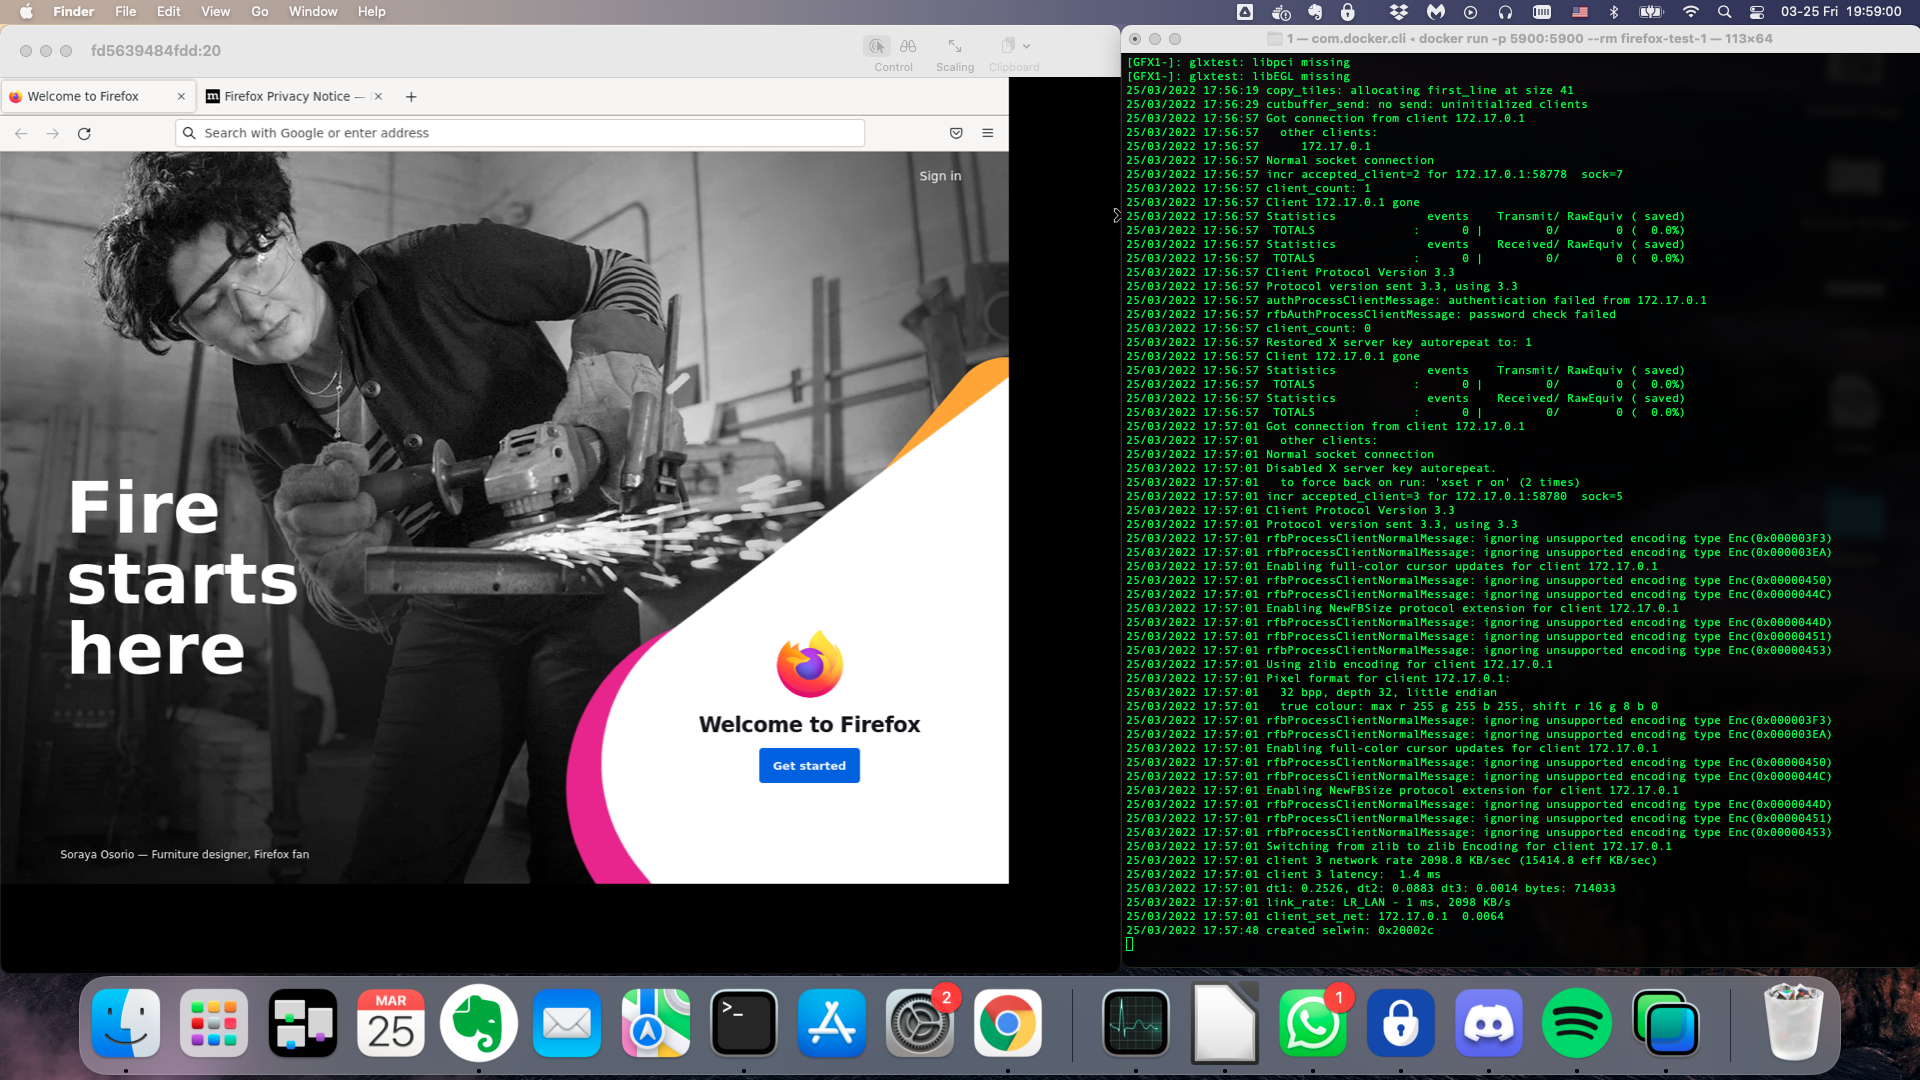 Finder File Edit View Go Window Help
03-25 Fri 19:59:00
fd5639484fdd:20
Control
Scaling
Clipboard
Welcome to Firefox
Firefox Privacy Notice —
Search with Google or enter address
Sign in
Fire
starts
here
Welcome to Firefox
Get started
Soraya Osorio — Furniture designer, Firefox fan
1 — com.docker.cli ◂ docker run -p 5900:5900 --rm firefox-test-1 — 113×64
[GFX1-]: glxtest: libpci missing
[GFX1-]: glxtest: libEGL missing
25/03/2022 17:56:19 copy_tiles: allocating first_line at size 41
25/03/2022 17:56:29 cutbuffer_send: no send: uninitialized clients
25/03/2022 17:56:57 Got connection from client 172.17.0.1
25/03/2022 17:56:57   other clients:
25/03/2022 17:56:57      172.17.0.1
25/03/2022 17:56:57 Normal socket connection
25/03/2022 17:56:57 incr accepted_client=2 for 172.17.0.1:58778  sock=7
25/03/2022 17:56:57 client_count: 1
25/03/2022 17:56:57 Client 172.17.0.1 gone
25/03/2022 17:56:57 Statistics             events    Transmit/ RawEquiv ( saved)
25/03/2022 17:56:57  TOTALS              :      0 |         0/        0 (  0.0%)
25/03/2022 17:56:57 Statistics             events    Received/ RawEquiv ( saved)
25/03/2022 17:56:57  TOTALS              :      0 |         0/        0 (  0.0%)
25/03/2022 17:56:57 Client Protocol Version 3.3
25/03/2022 17:56:57 Protocol version sent 3.3, using 3.3
25/03/2022 17:56:57 authProcessClientMessage: authentication failed from 172.17.0.1
25/03/2022 17:56:57 rfbAuthProcessClientMessage: password check failed
25/03/2022 17:56:57 client_count: 0
25/03/2022 17:56:57 Restored X server key autorepeat to: 1
25/03/2022 17:56:57 Client 172.17.0.1 gone
25/03/2022 17:56:57 Statistics             events    Transmit/ RawEquiv ( saved)
25/03/2022 17:56:57  TOTALS              :      0 |         0/        0 (  0.0%)
25/03/2022 17:56:57 Statistics             events    Received/ RawEquiv ( saved)
25/03/2022 17:56:57  TOTALS              :      0 |         0/        0 (  0.0%)
25/03/2022 17:57:01 Got connection from client 172.17.0.1
25/03/2022 17:57:01   other clients:
25/03/2022 17:57:01 Normal socket connection
25/03/2022 17:57:01 Disabled X server key autorepeat.
25/03/2022 17:57:01   to force back on run: 'xset r on' (2 times)
25/03/2022 17:57:01 incr accepted_client=3 for 172.17.0.1:58780  sock=5
25/03/2022 17:57:01 Client Protocol Version 3.3
25/03/2022 17:57:01 Protocol version sent 3.3, using 3.3
25/03/2022 17:57:01 rfbProcessClientNormalMessage: ignoring unsupported encoding type Enc(0x000003F3)
25/03/2022 17:57:01 rfbProcessClientNormalMessage: ignoring unsupported encoding type Enc(0x000003EA)
25/03/2022 17:57:01 Enabling full-color cursor updates for client 172.17.0.1
25/03/2022 17:57:01 rfbProcessClientNormalMessage: ignoring unsupported encoding type Enc(0x00000450)
25/03/2022 17:57:01 rfbProcessClientNormalMessage: ignoring unsupported encoding type Enc(0x0000044C)
25/03/2022 17:57:01 Enabling NewFBSize protocol extension for client 172.17.0.1
25/03/2022 17:57:01 rfbProcessClientNormalMessage: ignoring unsupported encoding type Enc(0x0000044D)
25/03/2022 17:57:01 rfbProcessClientNormalMessage: ignoring unsupported encoding type Enc(0x00000451)
25/03/2022 17:57:01 rfbProcessClientNormalMessage: ignoring unsupported encoding type Enc(0x00000453)
25/03/2022 17:57:01 Using zlib encoding for client 172.17.0.1
25/03/2022 17:57:01 Pixel format for client 172.17.0.1:
25/03/2022 17:57:01   32 bpp, depth 32, little endian
25/03/2022 17:57:01   true colour: max r 255 g 255 b 255, shift r 16 g 8 b 0
25/03/2022 17:57:01 rfbProcessClientNormalMessage: ignoring unsupported encoding type Enc(0x000003F3)
25/03/2022 17:57:01 rfbProcessClientNormalMessage: ignoring unsupported encoding type Enc(0x000003EA)
25/03/2022 17:57:01 Enabling full-color cursor updates for client 172.17.0.1
25/03/2022 17:57:01 rfbProcessClientNormalMessage: ignoring unsupported encoding type Enc(0x00000450)
25/03/2022 17:57:01 rfbProcessClientNormalMessage: ignoring unsupported encoding type Enc(0x0000044C)
25/03/2022 17:57:01 Enabling NewFBSize protocol extension for client 172.17.0.1
25/03/2022 17:57:01 rfbProcessClientNormalMessage: ignoring unsupported encoding type Enc(0x0000044D)
25/03/2022 17:57:01 rfbProcessClientNormalMessage: ignoring unsupported encoding type Enc(0x00000451)
25/03/2022 17:57:01 rfbProcessClientNormalMessage: ignoring unsupported encoding type Enc(0x00000453)
25/03/2022 17:57:01 Switching from zlib to zlib Encoding for client 172.17.0.1
25/03/2022 17:57:01 client 3 network rate 2098.8 KB/sec (15414.8 eff KB/sec)
25/03/2022 17:57:01 client 3 latency:  1.4 ms
25/03/2022 17:57:01 dt1: 0.2526, dt2: 0.0883 dt3: 0.0014 bytes: 714033
25/03/2022 17:57:01 link_rate: LR_LAN - 1 ms, 2098 KB/s
25/03/2022 17:57:01 client_set_net: 172.17.0.1  0.0064
25/03/2022 17:57:48 created selwin: 0x20002c
MAR
25
>_
2
1